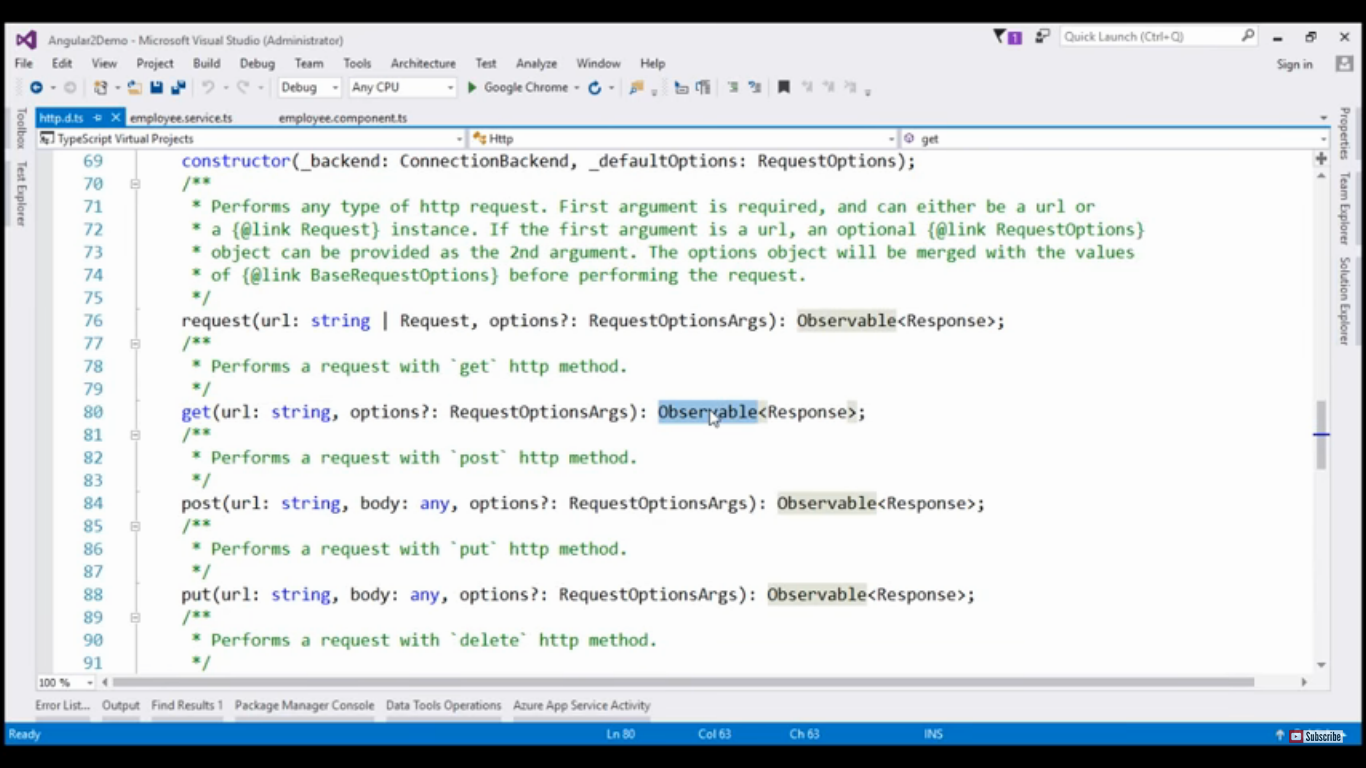 Angular2Demo - Microsoft Visual Studio (Administrator)
1
Quick Launch (Ctrl+Q)
File Edit View Project Build Debug Team Tools Architecture Test Analyze Window Help
Sign in
Debug Any CPU Google Chrome
http.d.ts employee.service.ts employee.component.ts
TypeScript Virtual Projects Http get
Toolbox
Test Explorer
69 constructor(_backend: ConnectionBackend, _defaultOptions: RequestOptions);
70 /**
71 * Performs any type of http request. First argument is required, and can either be a url or
72 * a {@link Request} instance. If the first argument is a url, an optional {@link RequestOptions}
73 * object can be provided as the 2nd argument. The options object will be merged with the values
74 * of {@link BaseRequestOptions} before performing the request.
75 */
76 request(url: string | Request, options?: RequestOptionsArgs): Observable<Response>;
77 /**
78 * Performs a request with `get` http method.
79 */
80 get(url: string, options?: RequestOptionsArgs): Observable<Response>;
81 /**
82 * Performs a request with `post` http method.
83 */
84 post(url: string, body: any, options?: RequestOptionsArgs): Observable<Response>;
85 /**
86 * Performs a request with `put` http method.
87 */
88 put(url: string, body: any, options?: RequestOptionsArgs): Observable<Response>;
89 /**
90 * Performs a request with `delete` http method.
91 */
Properties
Team Explorer
Solution Explorer
100 %
Error List... Output Find Results 1 Package Manager Console Data Tools Operations Azure App Service Activity
Ready Ln 80 Col 63 Ch 63 INS
Subscribe